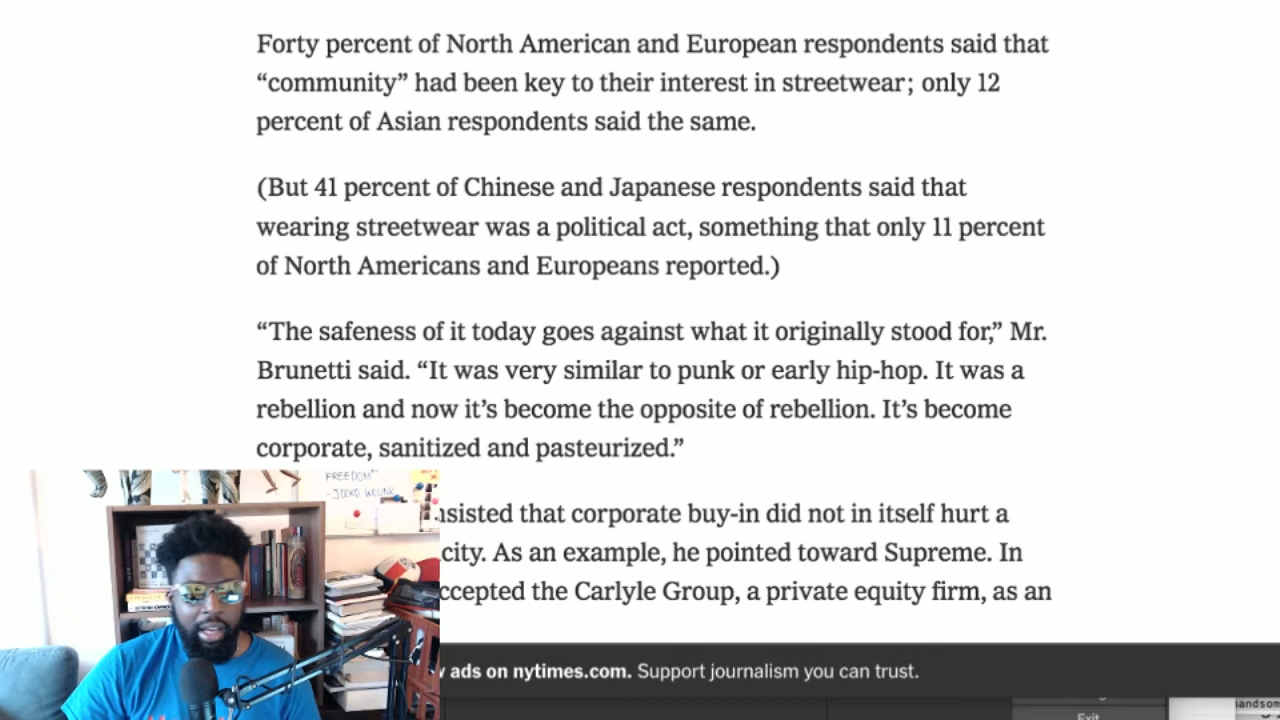 Forty percent of North American and European respondents said that
“community” had been key to their interest in streetwear; only 12
percent of Asian respondents said the same.
(But 41 percent of Chinese and Japanese respondents said that
wearing streetwear was a political act, something that only 11 percent
of North Americans and Europeans reported.)
“The safeness of it today goes against what it originally stood for,” Mr.
Brunetti said. “It was very similar to punk or early hip-hop. It was a
rebellion and now it’s become the opposite of rebellion. It’s become
corporate, sanitized and pasteurized.”
that corporate buy-in did not in itself hurt a
As an example, he pointed toward Supreme. In
the Carlyle Group, a private equity firm, as an
FREEDOM"
ads on nytimes.com. Support journalism you can trust.
Exit